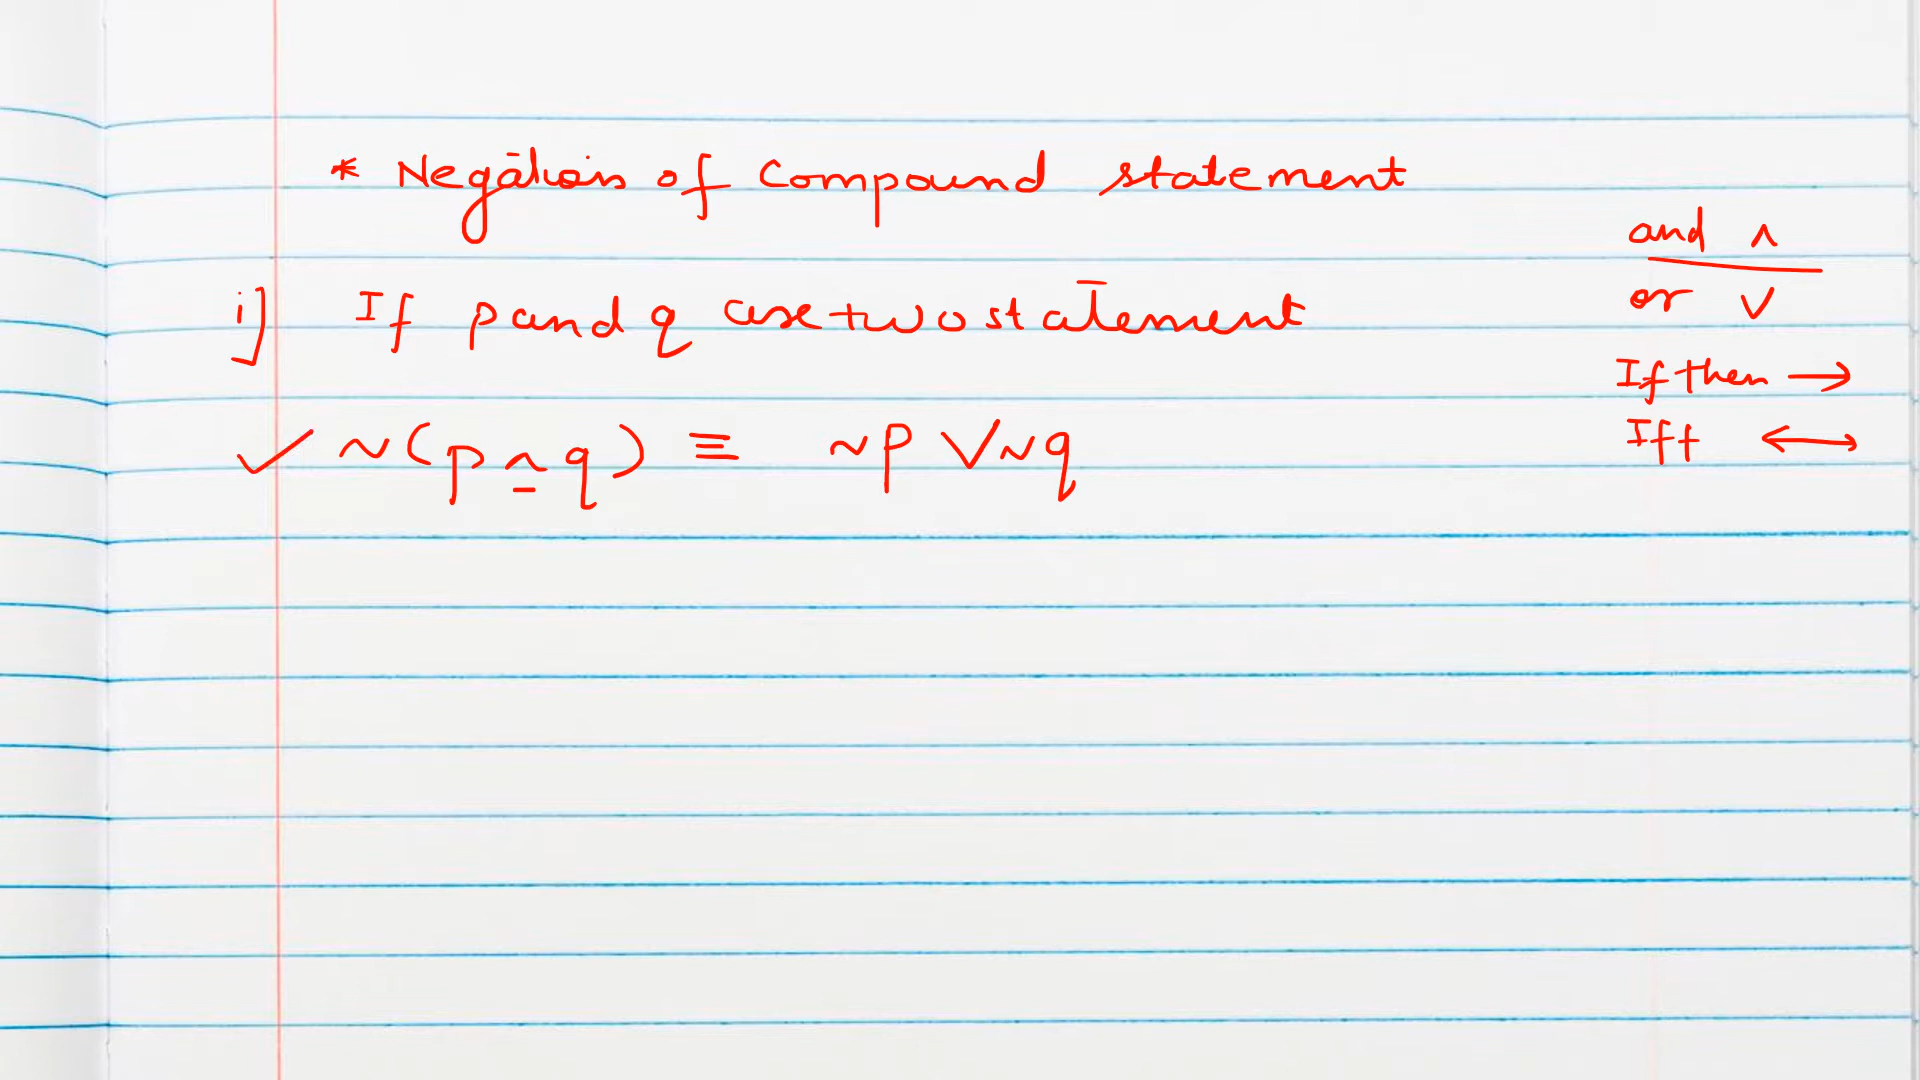 * Negation of compound statement
i] If p and q are two statement
✓ ~(p ∧ q) ≡ ~p ∨ ~q
and ∧
or ∨
If then →
Iff ↔